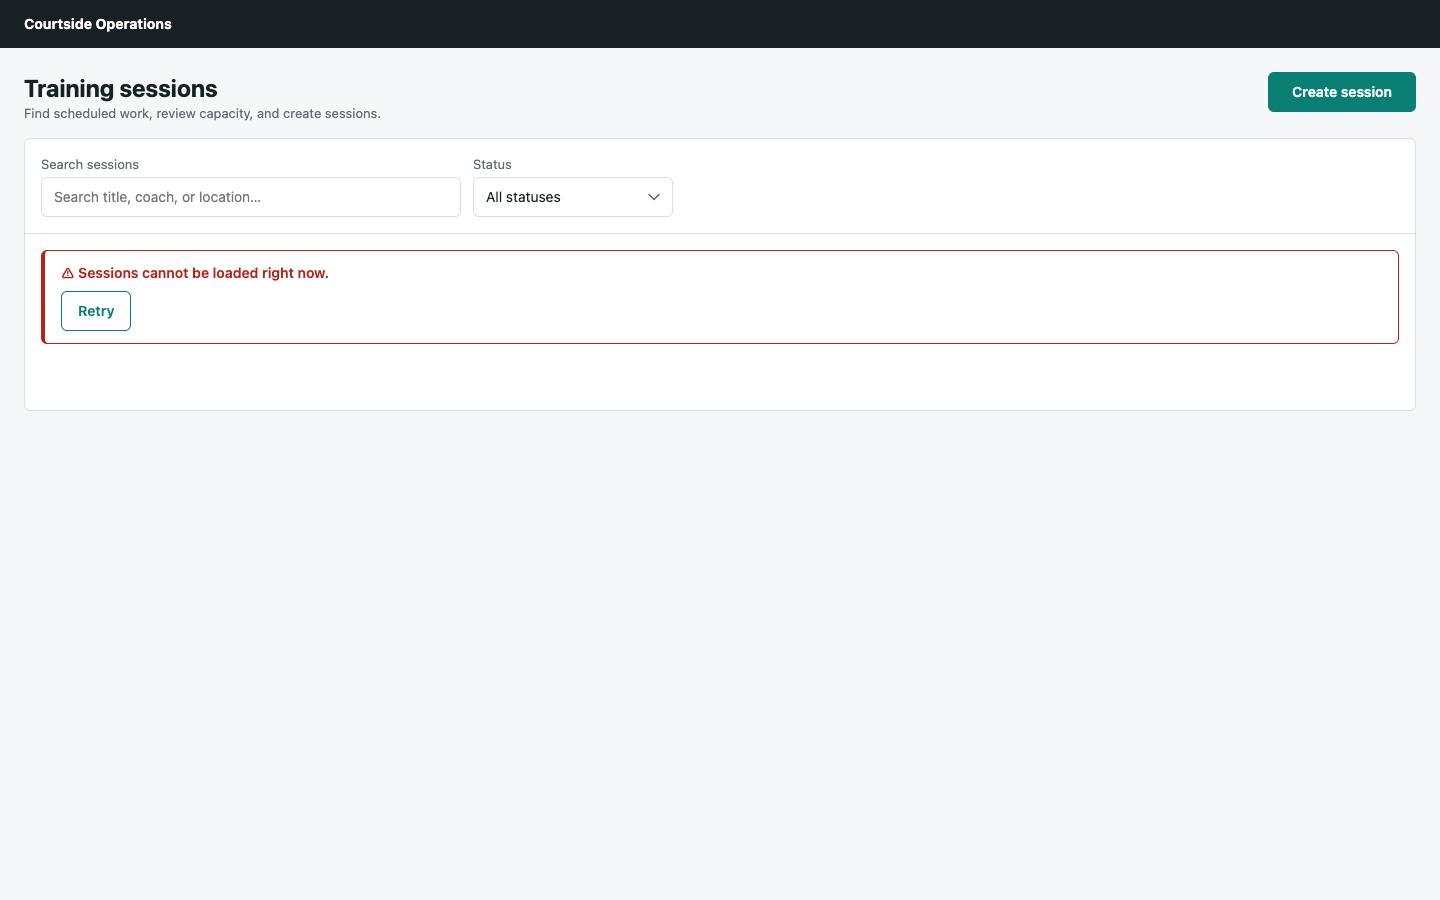 Courtside Operations
Training sessions
Create session
Find scheduled work, review capacity, and create sessions.
Search sessions
Status
Search title, coach, or location…
All statuses
Sessions cannot be loaded right now.
Retry